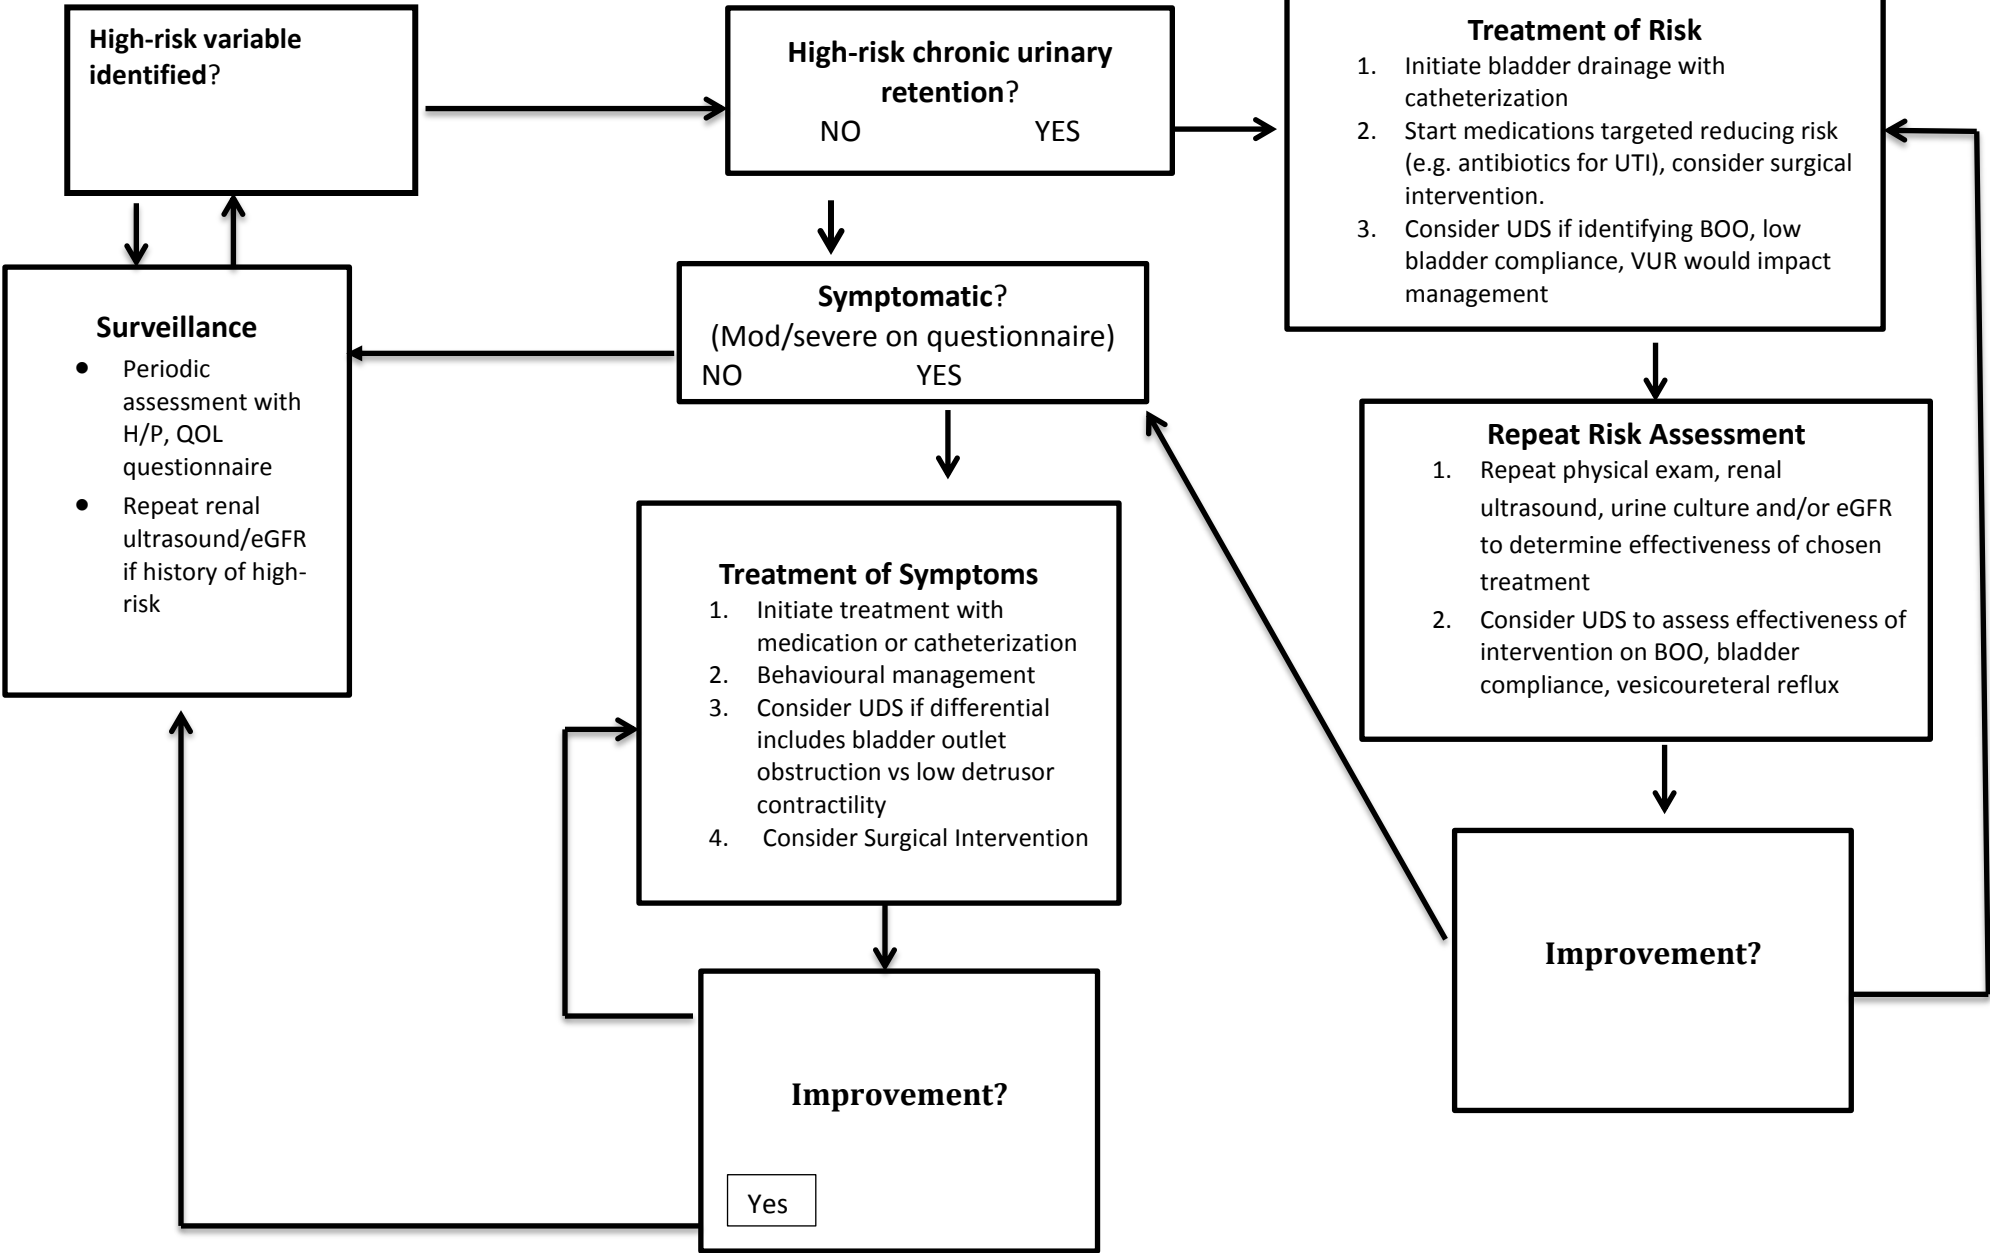 High-risk variable
identified?
High-risk chronic urinary
retention?
NO YES
Treatment of Risk
1. Initiate bladder drainage with
catheterization
2. Start medications targeted reducing risk
(e.g. antibiotics for UTI), consider surgical
intervention.
3. Consider UDS if identifying BOO, low
bladder compliance, VUR would impact
management
Symptomatic?
(Mod/severe on questionnaire)
NO YES
Surveillance
• Periodic
assessment with
H/P, QOL
questionnaire
• Repeat renal
ultrasound/eGFR
if history of high-
risk
Repeat Risk Assessment
1. Repeat physical exam, renal
ultrasound, urine culture and/or eGFR
to determine effectiveness of chosen
treatment
2. Consider UDS to assess effectiveness of
intervention on BOO, bladder
compliance, vesicoureteral reflux
Treatment of Symptoms
1. Initiate treatment with
medication or catheterization
2. Behavioural management
3. Consider UDS if differential
includes bladder outlet
obstruction vs low detrusor
contractility
4. Consider Surgical Intervention
Improvement?
Improvement?
Yes